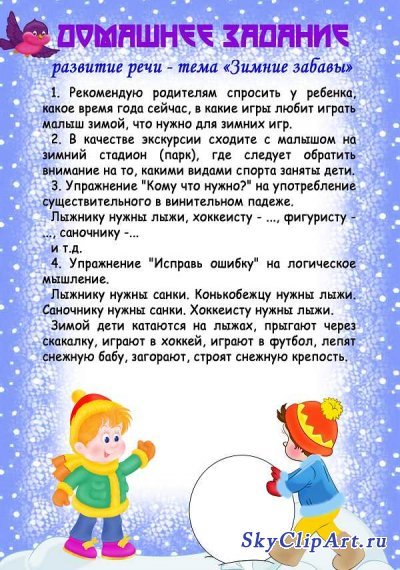 ДОМАШНЕЕ ЗАДАНИЕ
развитие речи - тема «Зимние забавы»
1. Рекомендую родителям спросить у ребенка,
какое время года сейчас, в какие игры любит играть
малыш зимой, что нужно для зимних игр.
2. В качестве экскурсии сходите с малышом на
зимний стадион (парк), где следует обратить
внимание на то, какими видами спорта заняты дети.
3. Упражнение "Кому что нужно?" на употребление
существительного в винительном падеже.
Лыжнику нужны лыжи, хоккеисту - ..., фигуристу -
..., саночнику -...
и т.д.
4. Упражнение "Исправь ошибку" на логическое
мышление.
Лыжнику нужны санки. Конькобежцу нужны лыжи.
Саночнику нужны санки. Хоккеисту нужны лыжи.
Зимой дети катаются на лыжах, прыгают через
скакалку, играют в хоккей, играют в футбол, лепят
снежную бабу, загорают, строят снежную крепость.
SkyClipArt.ru